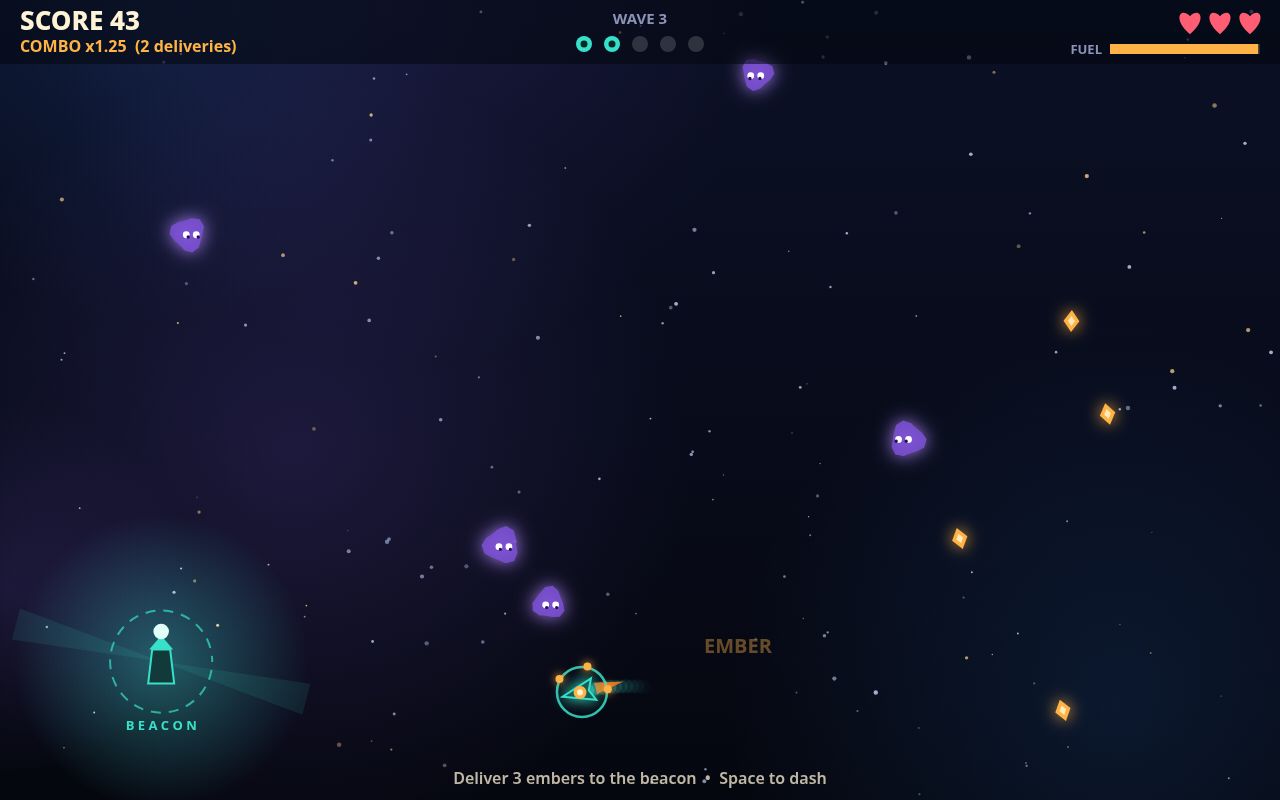 SCORE 43
COMBO x1.25 (2 deliveries)
WAVE 3
FUEL
EMBER
BEACON
Deliver 3 embers to the beacon • Space to dash